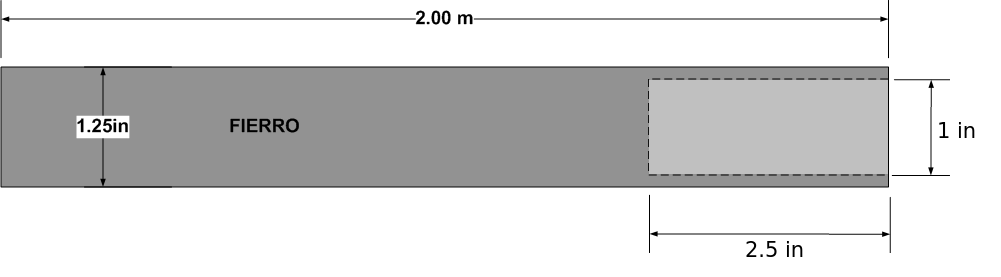 2.00 m
1.25in
FIERRO
1 in
2.5 in